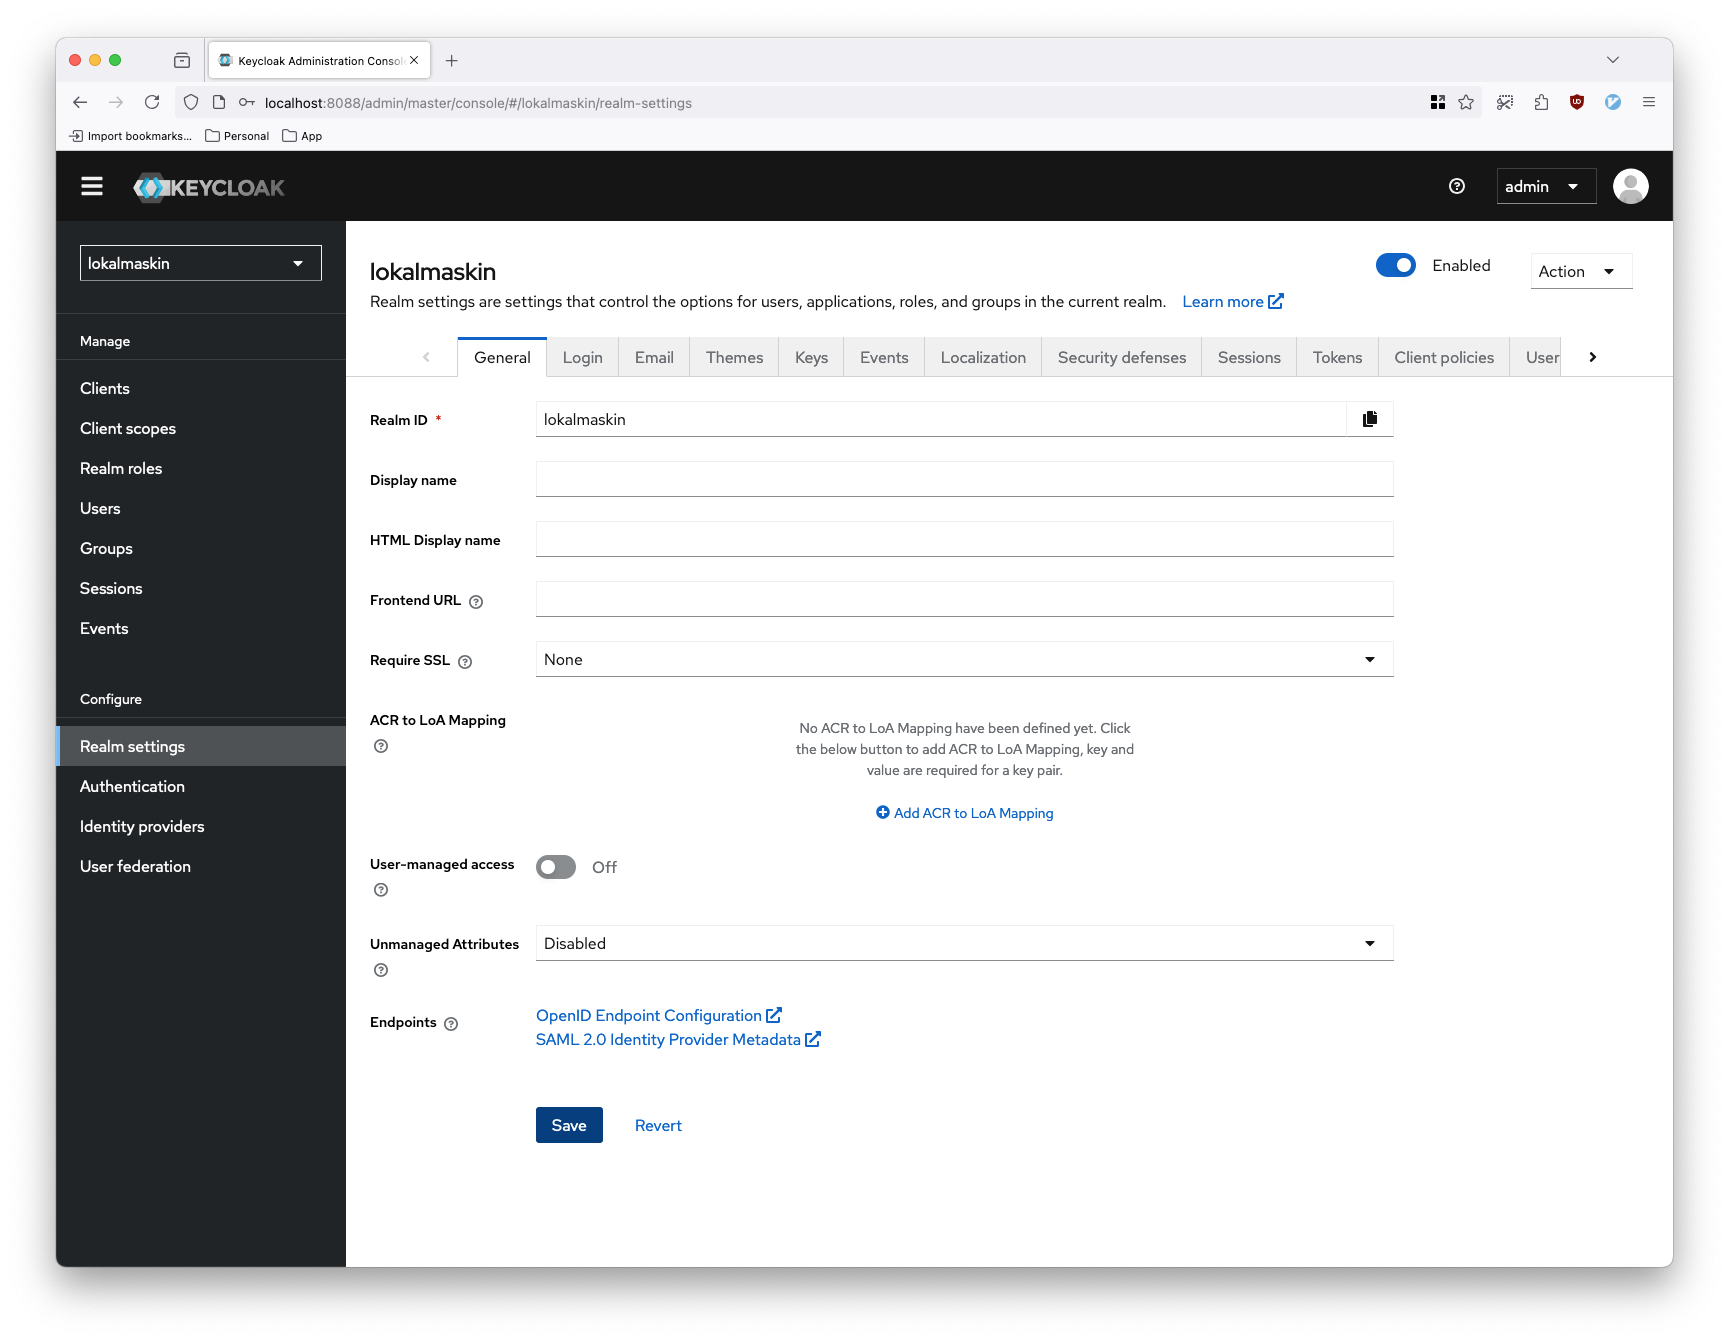 Keycloak Administration Consol
localhost:8088/admin/master/console/#/lokalmaskin/realm-settings
Import bookmarks...
Personal
App
KEYCLOAK
admin
lokalmaskin
Manage
Clients
Client scopes
Realm roles
Users
Groups
Sessions
Events
Configure
Realm settings
Authentication
Identity providers
User federation
lokalmaskin
Enabled
Action
Realm settings are settings that control the options for users, applications, roles, and groups in the current realm. Learn more
General
Login
Email
Themes
Keys
Events
Localization
Security defenses
Sessions
Tokens
Client policies
User
Realm ID *
lokalmaskin
Display name
HTML Display name
Frontend URL
Require SSL
None
ACR to LoA Mapping
No ACR to LoA Mapping have been defined yet. Click
the below button to add ACR to LoA Mapping, key and
value are required for a key pair.
Add ACR to LoA Mapping
User-managed access
Off
Unmanaged Attributes
Disabled
Endpoints
OpenID Endpoint Configuration
SAML 2.0 Identity Provider Metadata
Save
Revert